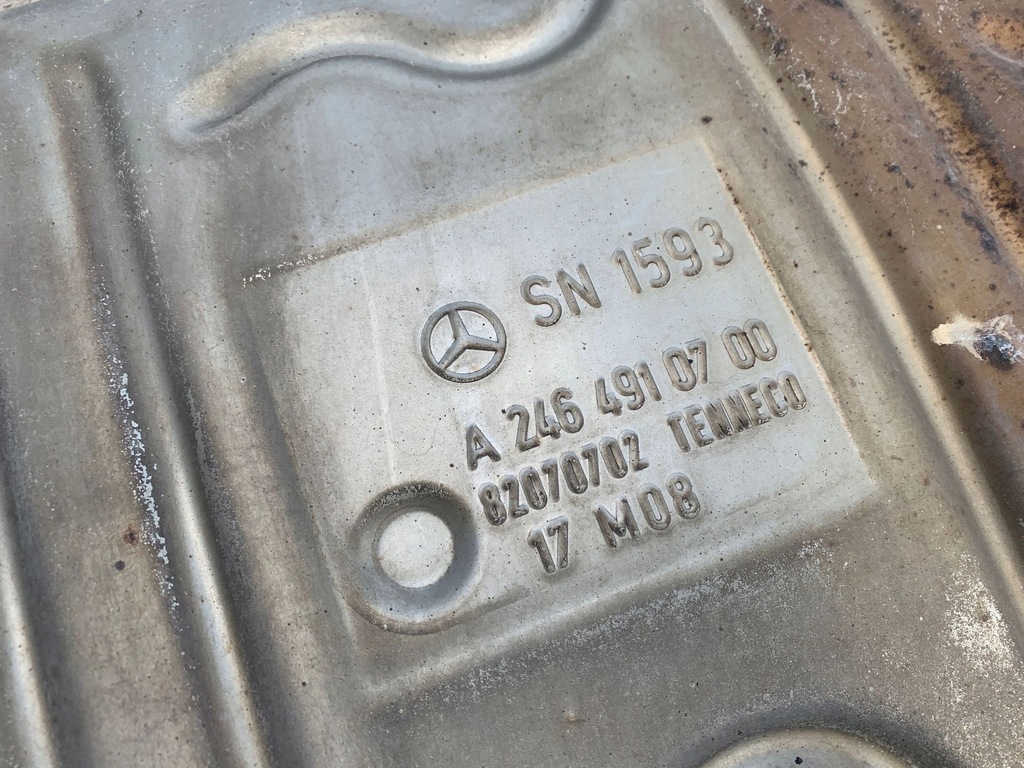 SN 1593
A 246 491 07 00
82070702 TENNECO
17 M08